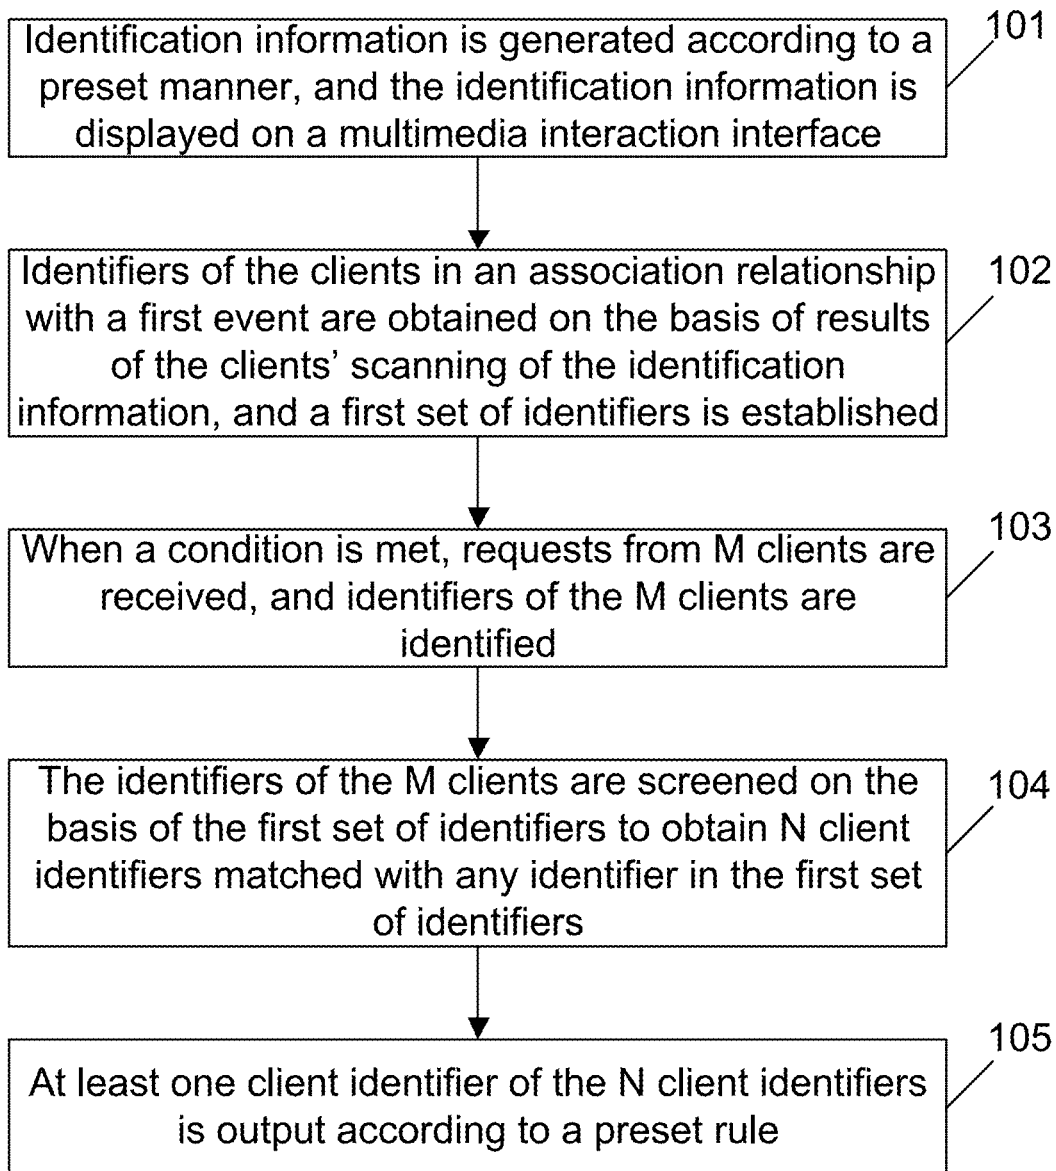 Identification information is generated according to a
preset manner, and the identification information is
displayed on a multimedia interaction interface
101
Identifiers of the clients in an association relationship
with a first event are obtained on the basis of results
of the clients’ scanning of the identification
information, and a first set of identifiers is established
102
When a condition is met, requests from M clients are
received, and identifiers of the M clients are
identified
103
The identifiers of the M clients are screened on the
basis of the first set of identifiers to obtain N client
identifiers matched with any identifier in the first set
of identifiers
104
At least one client identifier of the N client identifiers
is output according to a preset rule
105